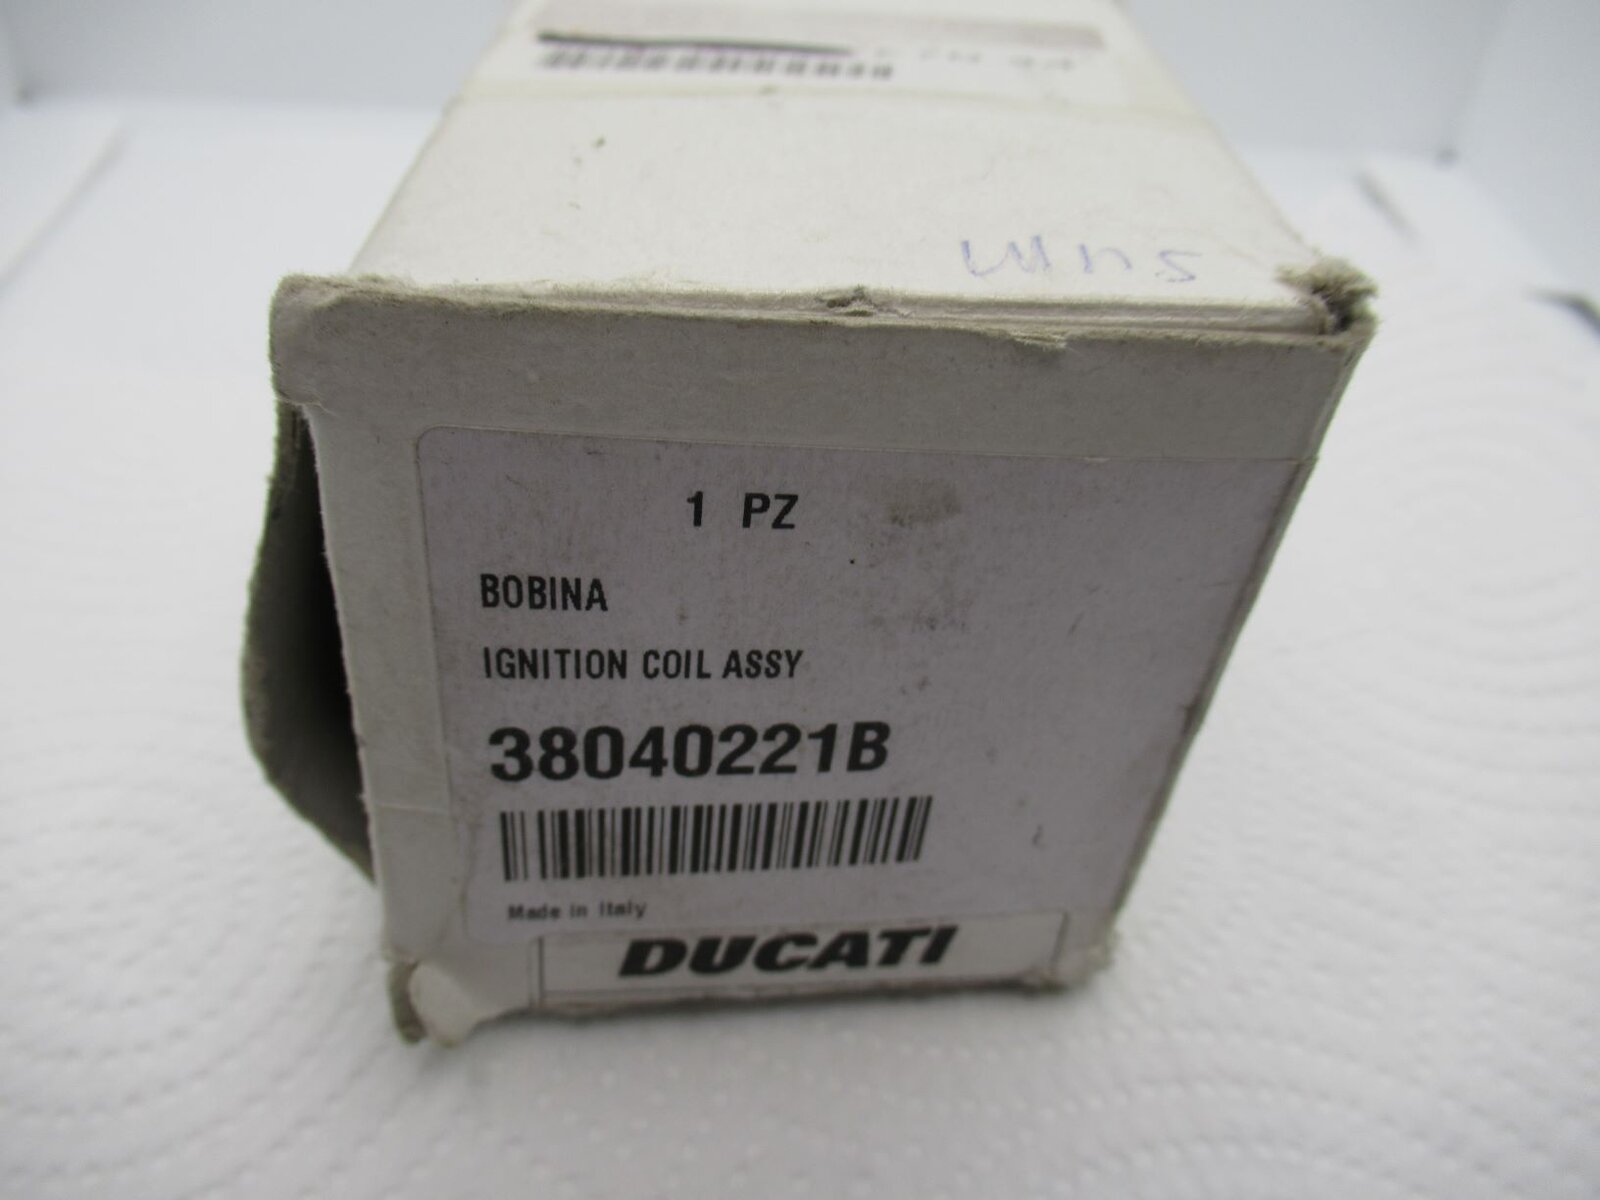 1 PZ
BOBINA
IGNITION COIL ASSY
38040221B
Made in Italy
DUCATI